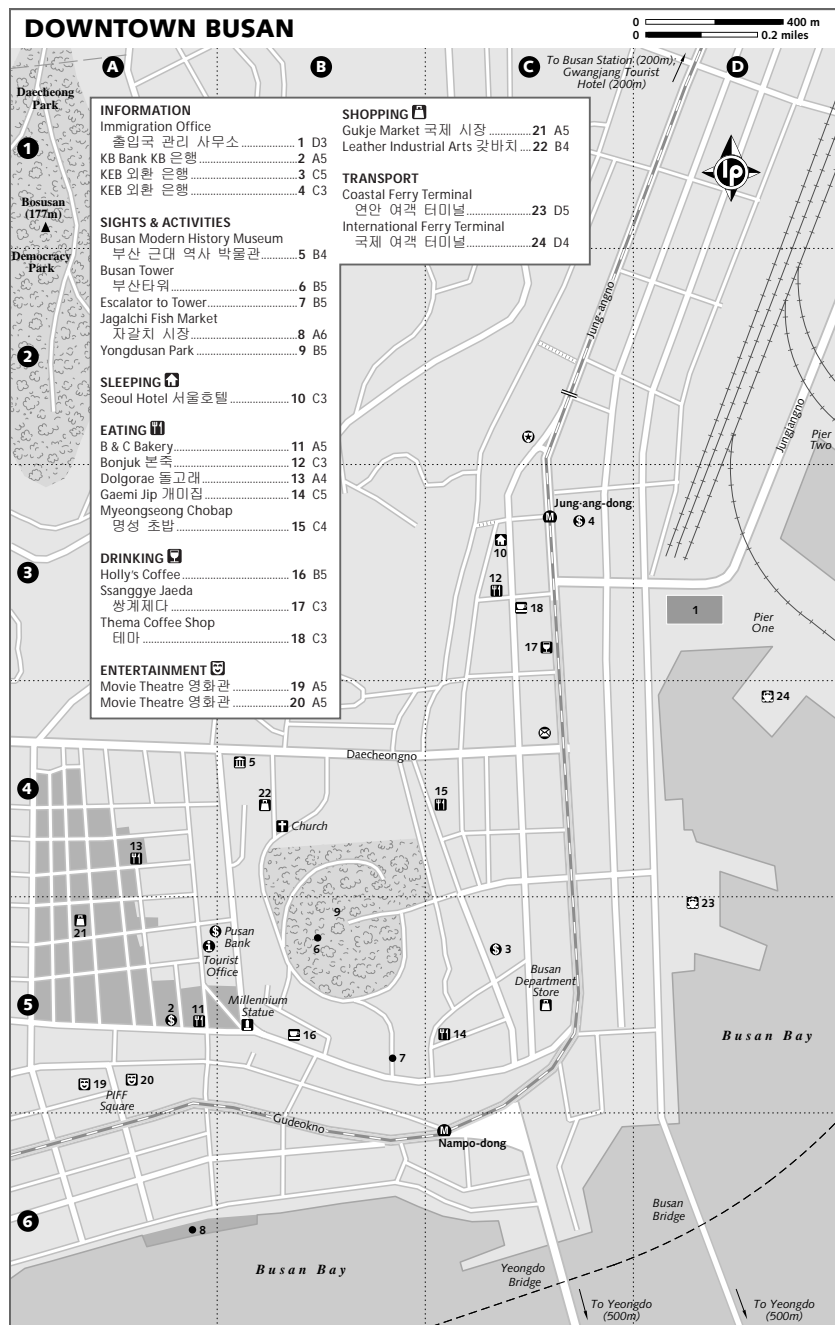 DOWNTOWN BUSAN
0 400 m
0 0.2 miles
A
B
C
D
To Busan Station (200m);
Gwangjang Tourist
Hotel (200m)
Daecheong
Park
1
Bosusan
(177m)
Democracy
Park
2
3
4
5
6
INFORMATION
Immigration Office
출입국 관리 사무소 1 D3
KB Bank KB 은행 2 A5
KEB 외환 은행 3 C5
KEB 외환 은행 4 C3
SIGHTS & ACTIVITIES
Busan Modern History Museum
부산 근대 역사 박물관 5 B4
Busan Tower
부산타워 6 B5
Escalator to Tower 7 B5
Jagalchi Fish Market
자갈치 시장 8 A6
Yongdusan Park 9 B5
SLEEPING
Seoul Hotel 서울호텔 10 C3
EATING
B & C Bakery 11 A5
Bonjuk 본죽 12 C3
Dolgorae 돌고래 13 A4
Gaemi Jip 개미집 14 C5
Myeongseong Chobap
명성 초밥 15 C4
DRINKING
Holly's Coffee 16 B5
Ssanggye Jaeda
쌍계제다 17 C3
Thema Coffee Shop
테마 18 C3
ENTERTAINMENT
Movie Theatre 영화관 19 A5
Movie Theatre 영화관 20 A5
SHOPPING
Gukje Market 국제 시장 21 A5
Leather Industrial Arts 갖바치 22 B4
TRANSPORT
Coastal Ferry Terminal
연안 여객 터미널 23 D5
International Ferry Terminal
국제 여객 터미널 24 D4
lp
Jung-angno
Jungjangno
Pier
Two
Jung-ang-dong
M
$ 4
10
12
18
17
1
Pier
One
24
Daecheongno
5
22
15
Church
13
9
6
21
$
Pusan
Bank
i
Tourist
Office
$ 3
23
Busan
Department
Store
2
$
11
Millennium
Statue
16
14
7
Busan Bay
19
20
PIFF
Square
Gudeokno
M
Nampo-dong
8
Busan Bay
Busan
Bridge
Yeongdo
Bridge
To Yeongdo
(500m)
To Yeongdo
(500m)